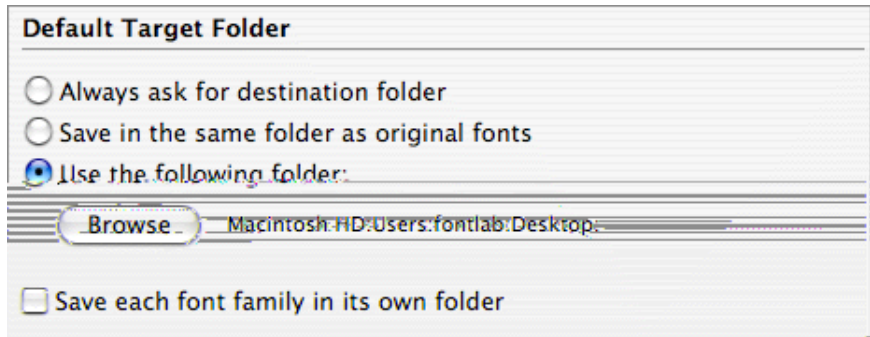 Default Target Folder
Always ask for destination folder
Save in the same folder as original fonts
Use the following folder:
Browse Macintosh HD:Users:fontlab:Desktop:
Save each font family in its own folder